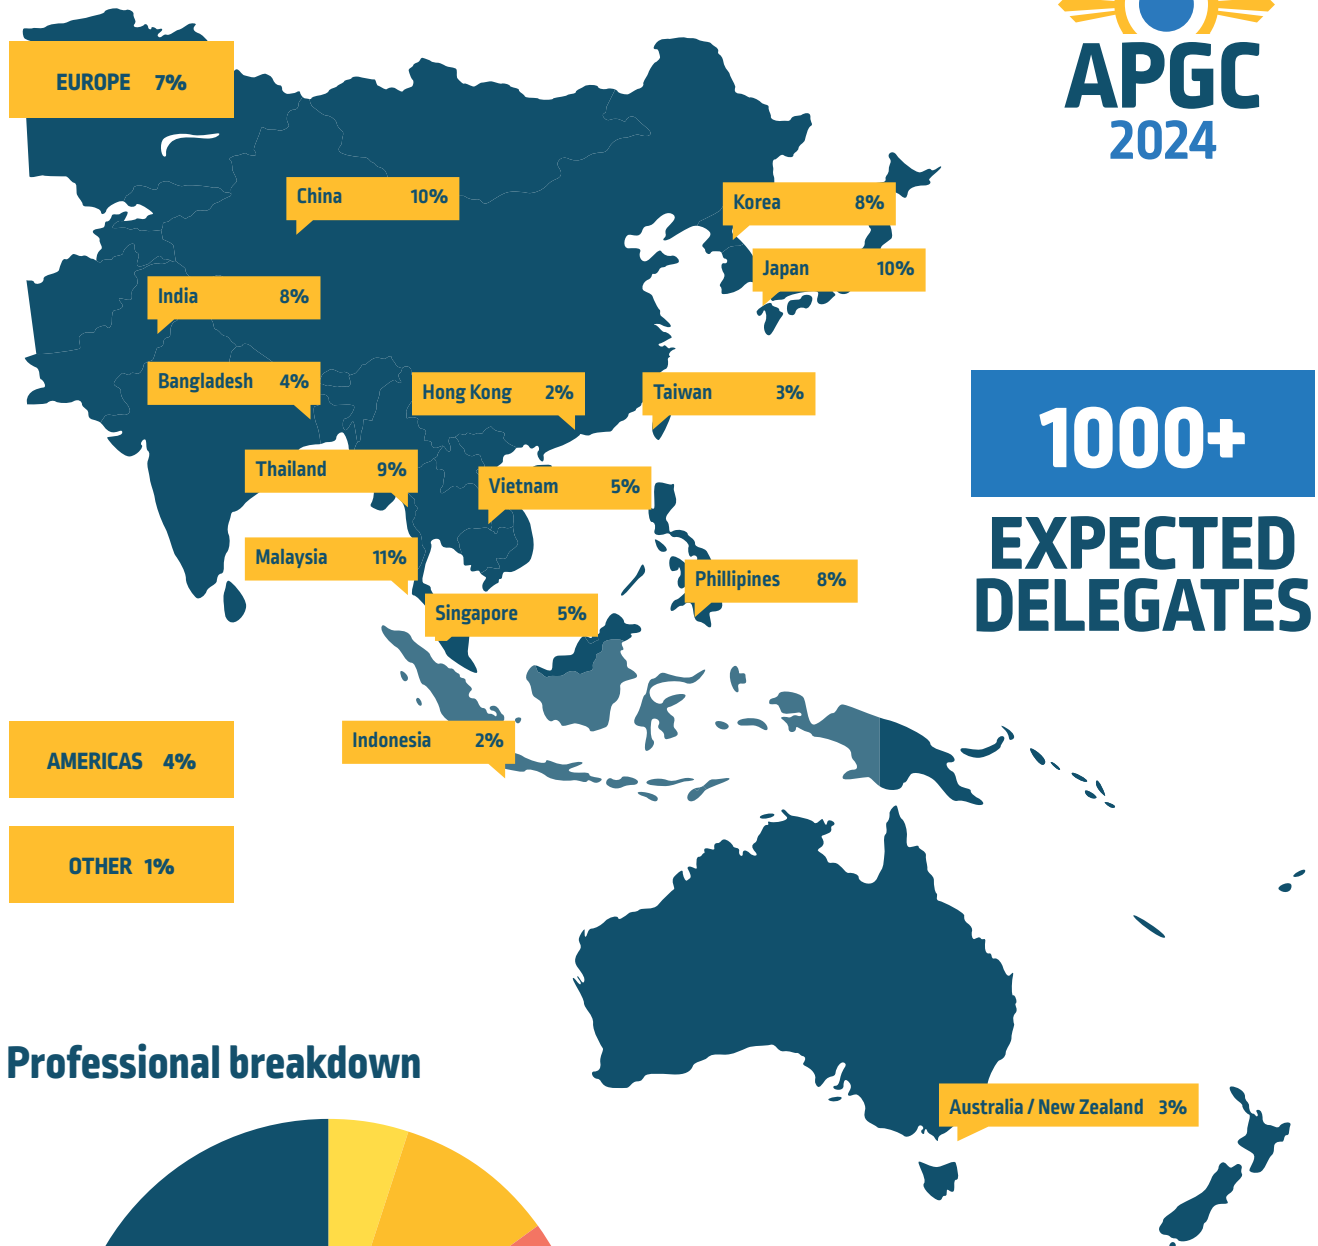 APGC
2024
EUROPE 7%
China 10%
Korea 8%
Japan 10%
India 8%
Bangladesh 4%
Hong Kong 2%
Taiwan 3%
1000+
EXPECTED
DELEGATES
Thailand 9%
Vietnam 5%
Malaysia 11%
Phillipines 8%
Singapore 5%
Indonesia 2%
AMERICAS 4%
OTHER 1%
Australia / New Zealand 3%
Professional breakdown